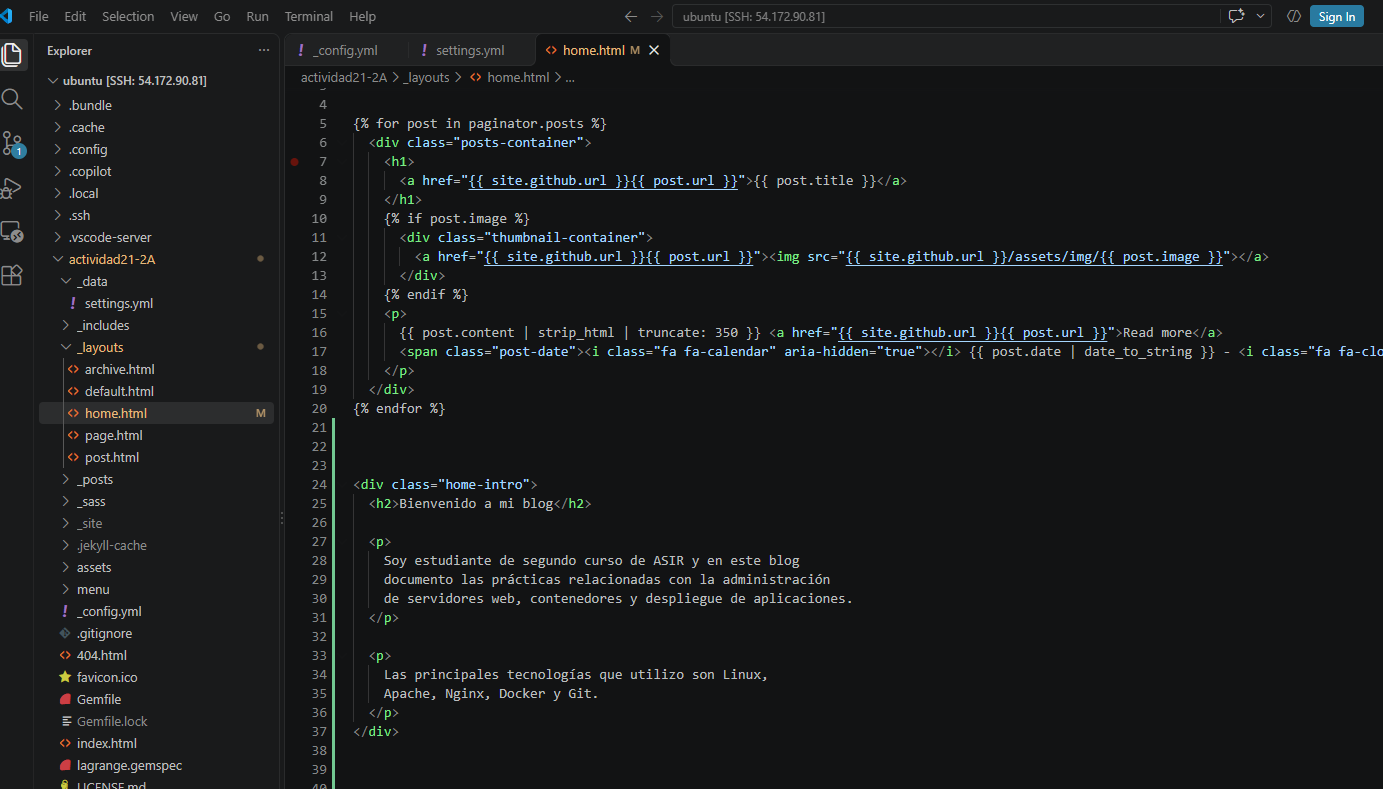 File Edit Selection View Go Run Terminal Help
ubuntu [SSH: 54.172.90.81]
Sign In
Explorer
ubuntu [SSH: 54.172.90.81]
.bundle
.cache
.config
.copilot
.local
.ssh
.vscode-server
actividad21-2A
_data
settings.yml
_includes
_layouts
archive.html
default.html
home.html M
page.html
post.html
_posts
_sass
_site
.jekyll-cache
assets
menu
_config.yml
.gitignore
404.html
favicon.ico
Gemfile
Gemfile.lock
index.html
lagrange.gemspec
LICENSE.md
1
_config.yml settings.yml home.html M
actividad21-2A > _layouts > home.html > ...
4
5 {% for post in paginator.posts %}
6 <div class="posts-container">
7 <h1>
8 <a href="{{ site.github.url }}{{ post.url }}">{{ post.title }}</a>
9 </h1>
10 {% if post.image %}
11 <div class="thumbnail-container">
12 <a href="{{ site.github.url }}{{ post.url }}"><img src="{{ site.github.url }}/assets/img/{{ post.image }}"></a>
13 </div>
14 {% endif %}
15 <p>
16 {{ post.content | strip_html | truncate: 350 }} <a href="{{ site.github.url }}{{ post.url }}">Read more</a>
17 <span class="post-date"><i class="fa fa-calendar" aria-hidden="true"></i> {{ post.date | date_to_string }} - <i class="fa fa-clo
18 </p>
19 </div>
20 {% endfor %}
21
22
23
24 <div class="home-intro">
25 <h2>Bienvenido a mi blog</h2>
26
27 <p>
28 Soy estudiante de segundo curso de ASIR y en este blog
29 documento las prácticas relacionadas con la administración
30 de servidores web, contenedores y despliegue de aplicaciones.
31 </p>
32
33 <p>
34 Las principales tecnologías que utilizo son Linux,
35 Apache, Nginx, Docker y Git.
36 </p>
37 </div>
38
39